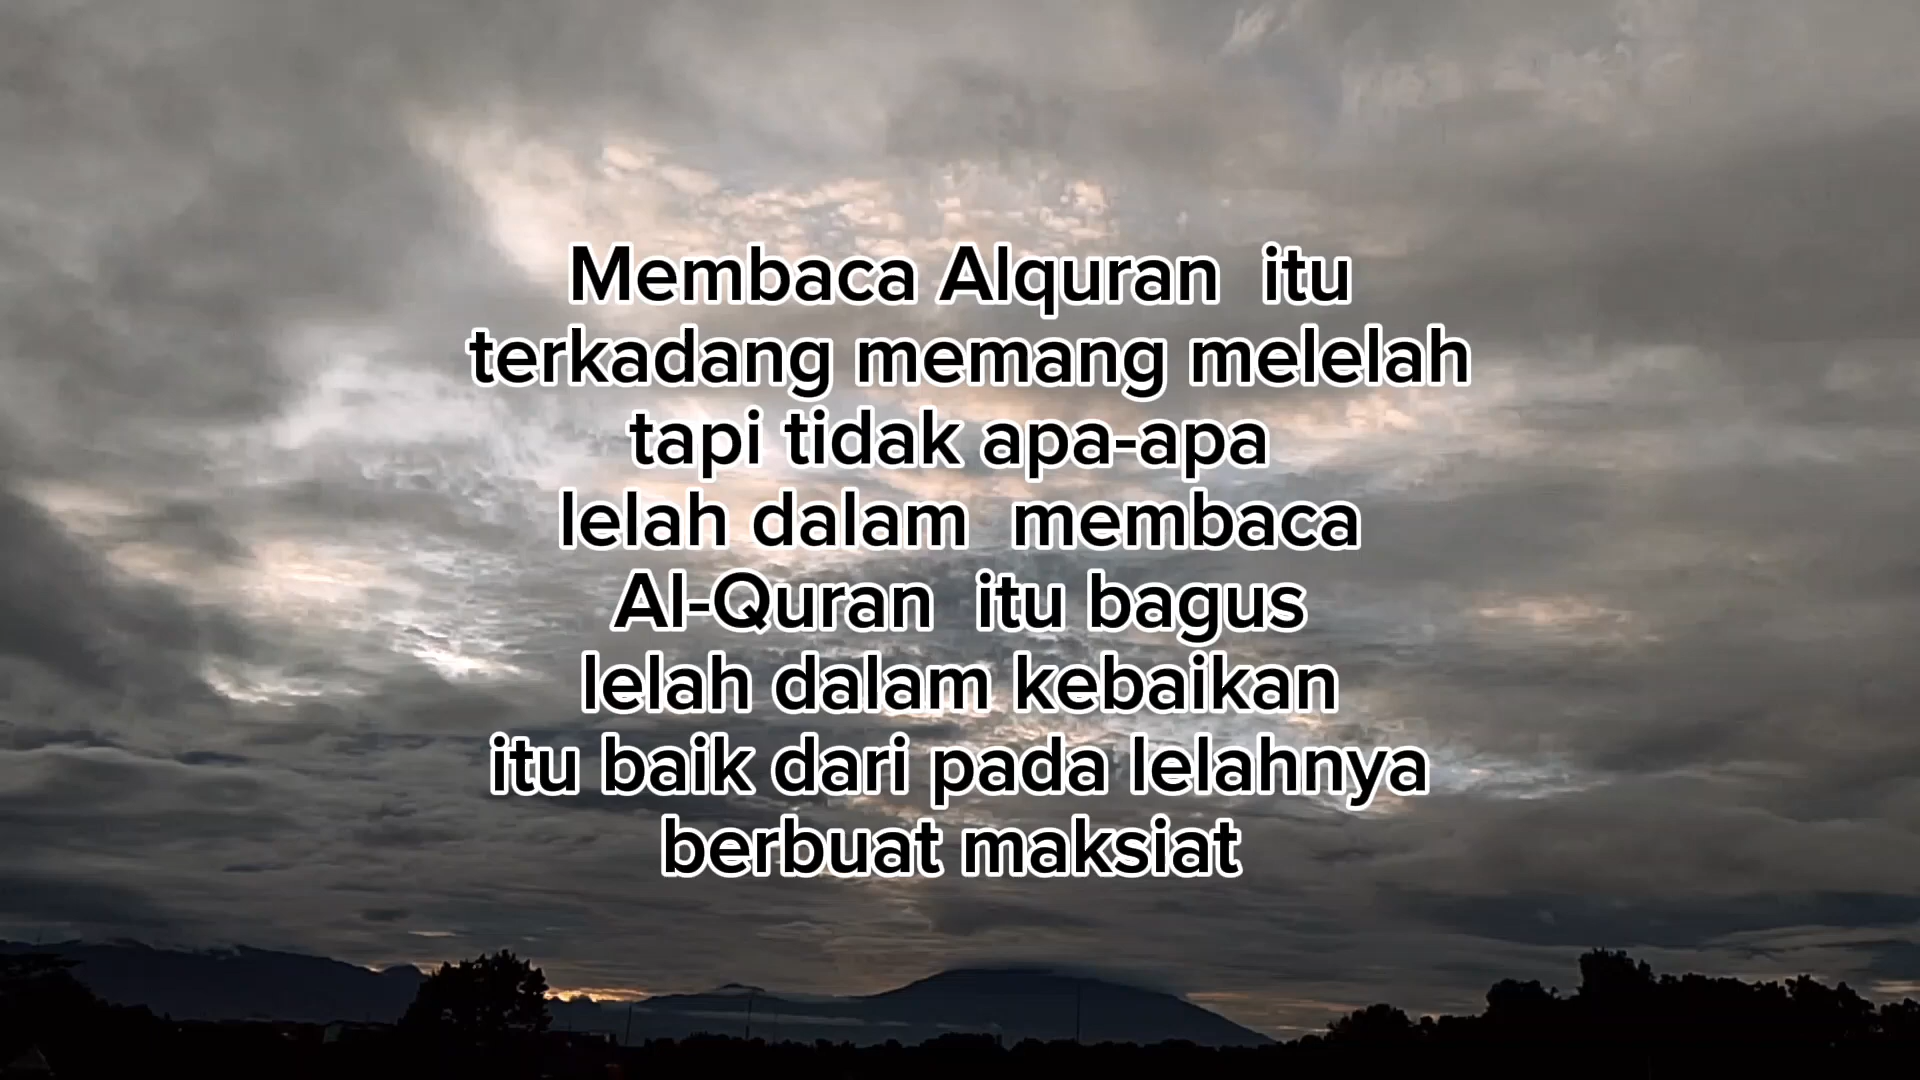 Membaca Alquran  itu
terkadang memang melelah
tapi tidak apa-apa
lelah dalam  membaca
Al-Quran  itu bagus
lelah dalam kebaikan
itu baik dari pada lelahnya
berbuat maksiat